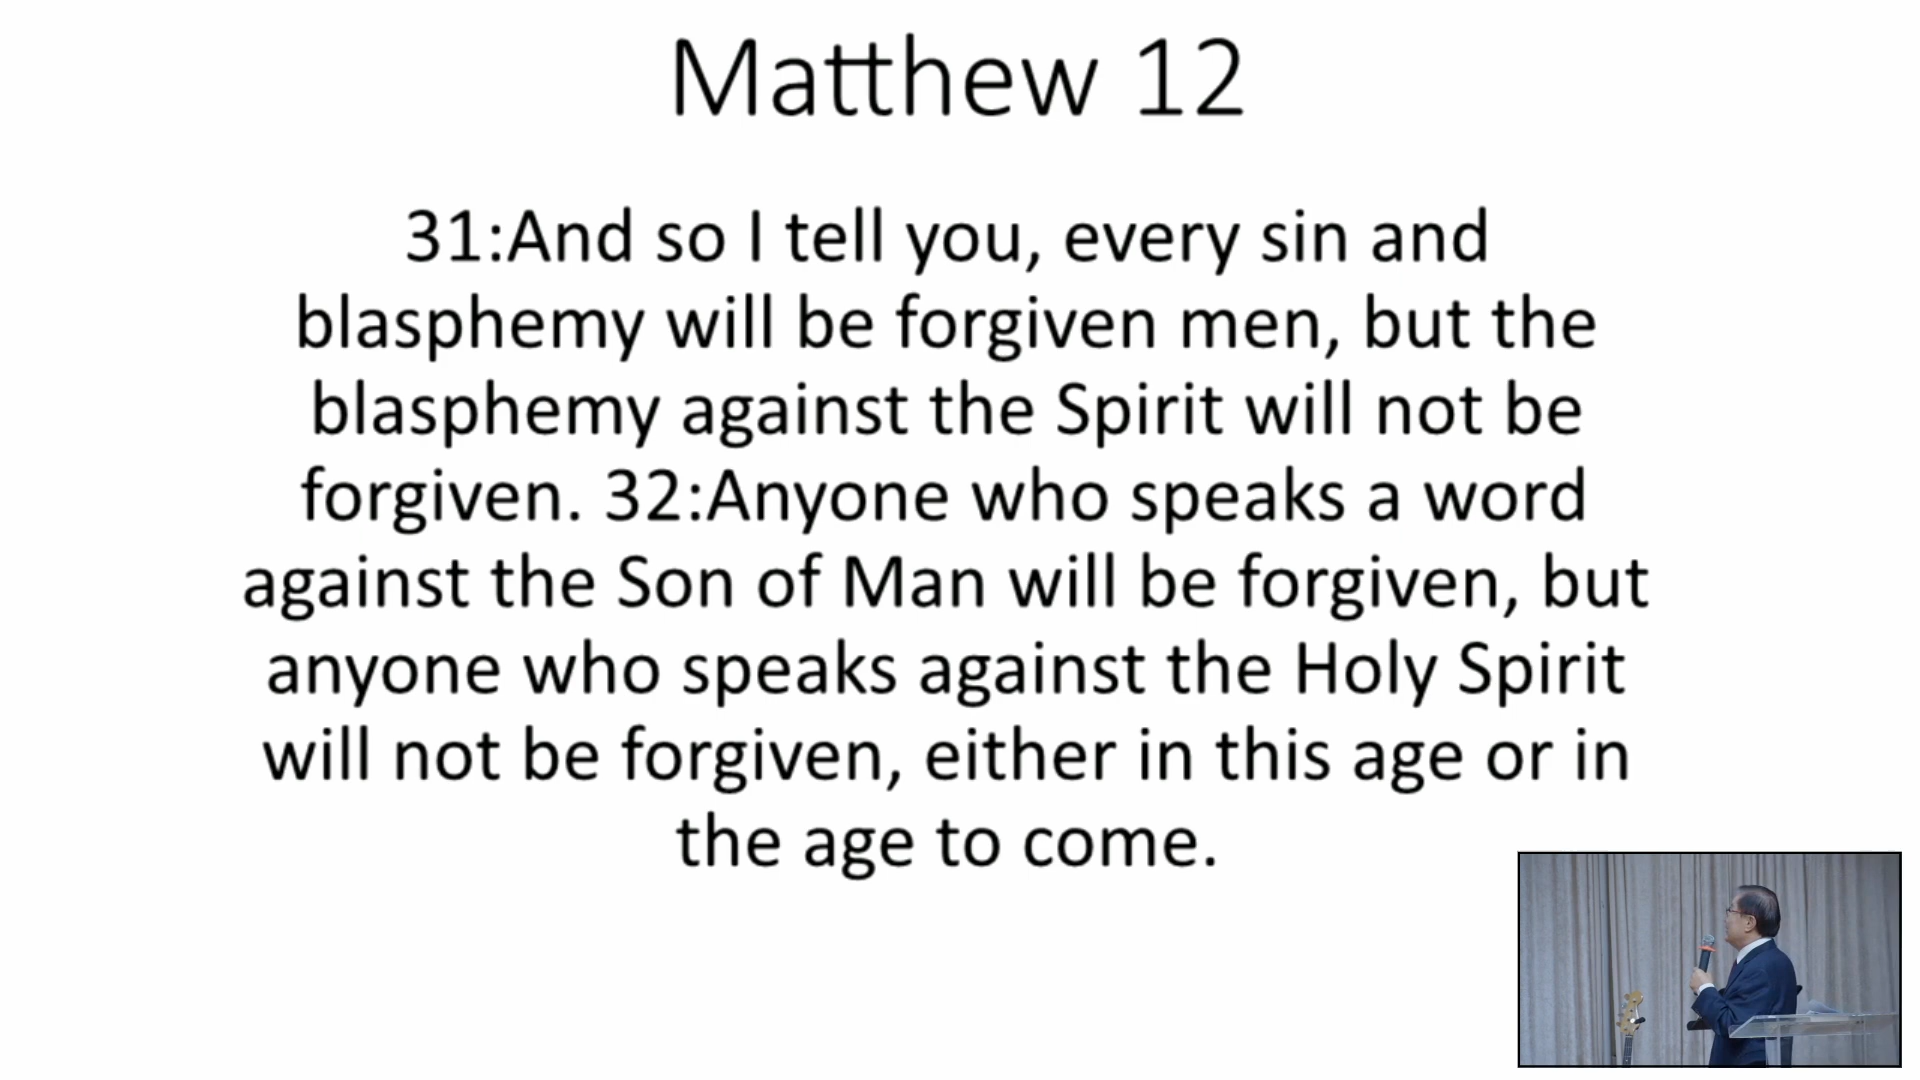 Matthew 12
31:And so I tell you, every sin and
blasphemy will be forgiven men, but the
blasphemy against the Spirit will not be
forgiven. 32:Anyone who speaks a word
against the Son of Man will be forgiven, but
anyone who speaks against the Holy Spirit
will not be forgiven, either in this age or in
the age to come.